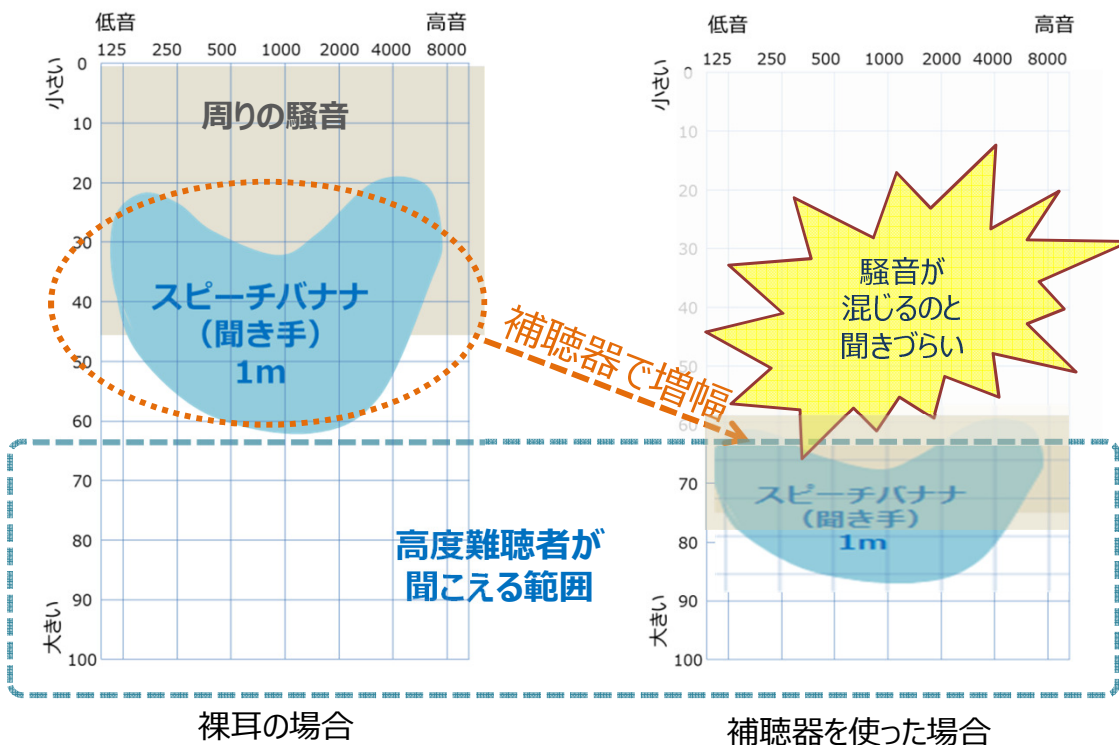 低音 高音
125 250 500 1000 2000 4000 8000
小さい
0
10
20
30
40
50
60
70
80
90
100
大きい
周りの騒音
スピーチバナナ
(聞き手)
1m
高度難聴者が
聞こえる範囲
裸耳の場合
補聴器で増幅
低音 高音
125 250 500 1000 2000 4000 8000
小さい
0
10
20
30
40
50
60
70
80
90
100
大きい
騒音が
混じるのと
聞きづらい
スピーチバナナ
(聞き手)
1m
補聴器を使った場合